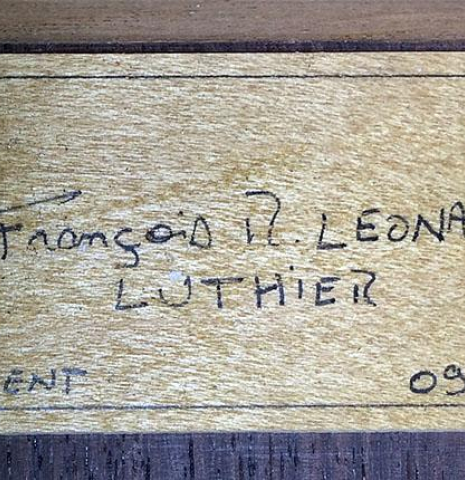 François R. LEONA
LUTHIER
ENT 09